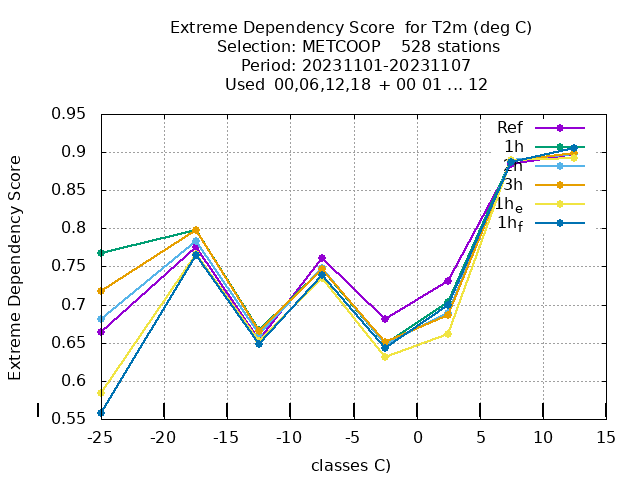 Extreme Dependency Score  for T2m (deg C)
Selection: METCOOP    528 stations
Period: 20231101-20231107
Used  00,06,12,18 + 00 01 ... 12
Extreme Dependency Score
0.95
0.9
0.85
0.8
0.75
0.7
0.65
0.6
0.55
Ref
1h
3h
1he
1hf
-25
-20
-15
-10
-5
0
5
10
15
classes C)